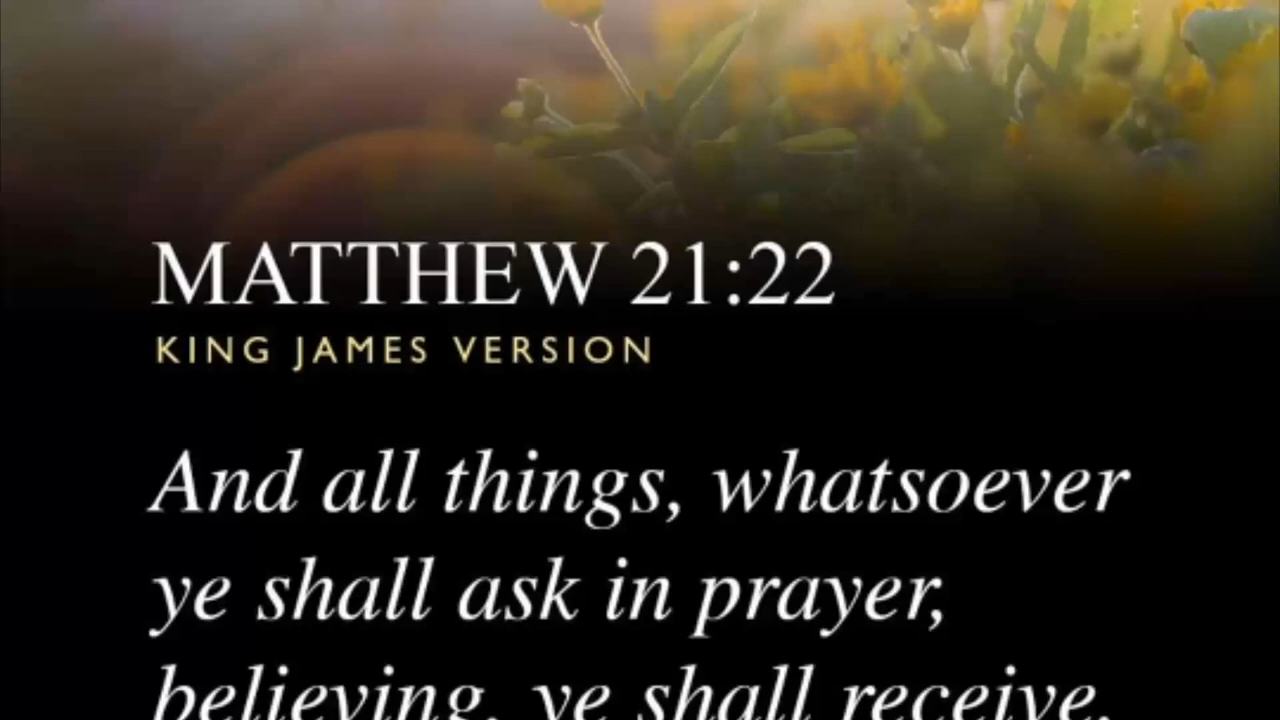 MATTHEW 21:22
KING JAMES VERSION
And all things, whatsoever
ye shall ask in prayer,
believing, ye shall receive.